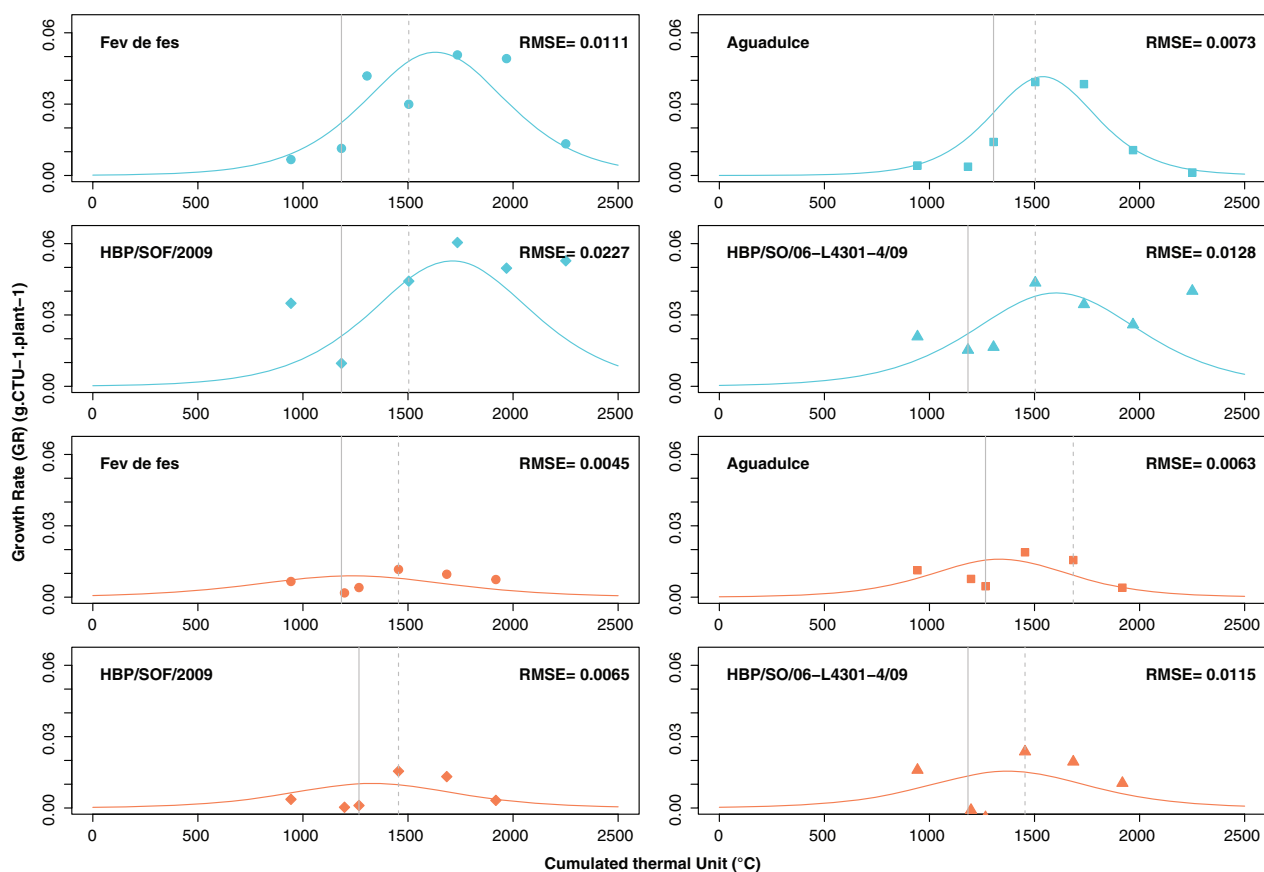 Growth Rate (GR) (g.CTU−1.plant−1)
Fev de fes
RMSE= 0.0111
0.00 0.03 0.06
0 500 1000 1500 2000 2500
Aguadulce
RMSE= 0.0073
0.00 0.03 0.06
0 500 1000 1500 2000 2500
HBP/SOF/2009
RMSE= 0.0227
0.00 0.03 0.06
0 500 1000 1500 2000 2500
HBP/SO/06−L4301−4/09
RMSE= 0.0128
0.00 0.03 0.06
0 500 1000 1500 2000 2500
Fev de fes
RMSE= 0.0045
0.00 0.03 0.06
0 500 1000 1500 2000 2500
Aguadulce
RMSE= 0.0063
0.00 0.03 0.06
0 500 1000 1500 2000 2500
HBP/SOF/2009
RMSE= 0.0065
0.00 0.03 0.06
0 500 1000 1500 2000 2500
HBP/SO/06−L4301−4/09
RMSE= 0.0115
0.00 0.03 0.06
0 500 1000 1500 2000 2500
Cumulated thermal Unit (°C)